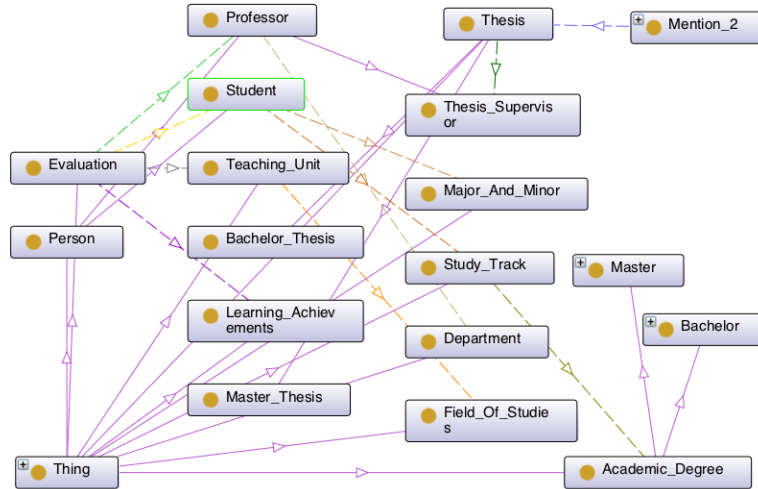 Professor
Thesis
Mention_2
Student
Thesis_Supervis
or
Evaluation
Teaching_Unit
Major_And_Minor
Person
Bachelor_Thesis
Study_Track
Master
Learning_Achiev
ements
Department
Bachelor
Master_Thesis
Field_Of_Studie
s
Thing
Academic_Degree